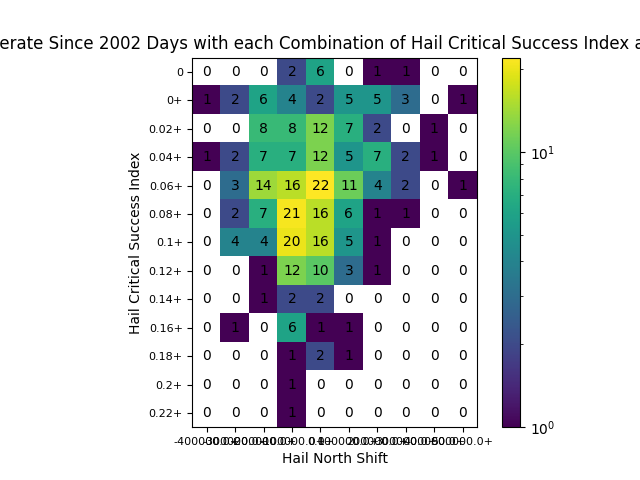 erate Since 2002 Days with each Combination of Hail Critical Success Index a
0 0 0 0 2 6 0 1 1 0 0
0+ 1 2 6 4 2 5 5 3 0 1
0.02+ 0 0 8 8 12 7 2 0 1 0
0.04+ 1 2 7 7 12 5 7 2 1 0
0.06+ 0 3 14 16 22 11 4 2 0 1
0.08+ 0 2 7 21 16 6 1 1 0 0
0.1+ 0 4 4 20 16 5 1 0 0 0
0.12+ 0 0 1 12 10 3 1 0 0 0
0.14+ 0 0 1 2 2 0 0 0 0 0
0.16+ 0 1 0 6 1 1 0 0 0 0
0.18+ 0 0 0 1 2 1 0 0 0 0
0.2+ 0 0 0 1 0 0 0 0 0 0
0.22+ 0 0 0 1 0 0 0 0 0 0
Hail Critical Success Index
Hail North Shift
10¹
10⁰